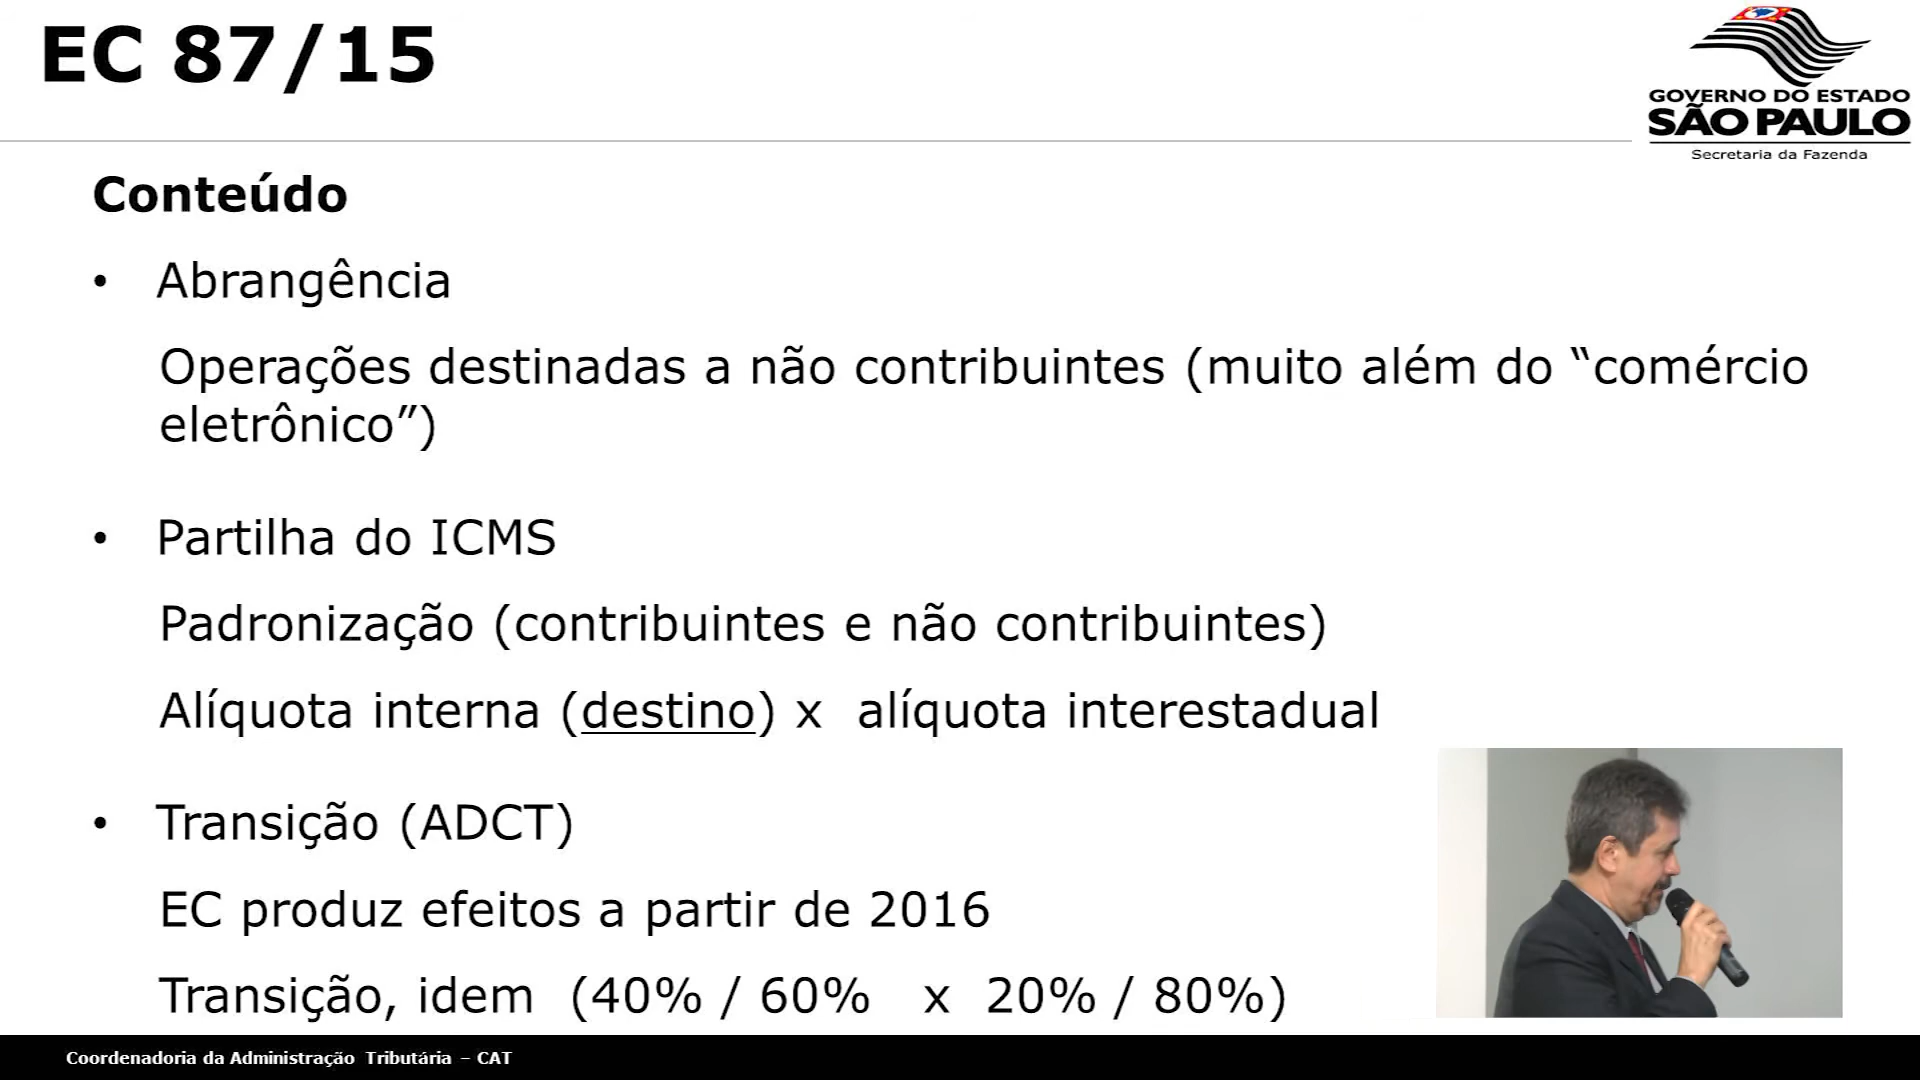 EC 87/15
GOVERNO DO ESTADO
SÃO PAULO
Secretaria da Fazenda
Conteúdo
• Abrangência
Operações destinadas a não contribuintes (muito além do “comércio
eletrônico”)
• Partilha do ICMS
Padronização (contribuintes e não contribuintes)
Alíquota interna (destino) x alíquota interestadual
• Transição (ADCT)
EC produz efeitos a partir de 2016
Transição, idem (40% / 60% x 20% / 80%)
Coordenadoria da Administração Tributária – CAT